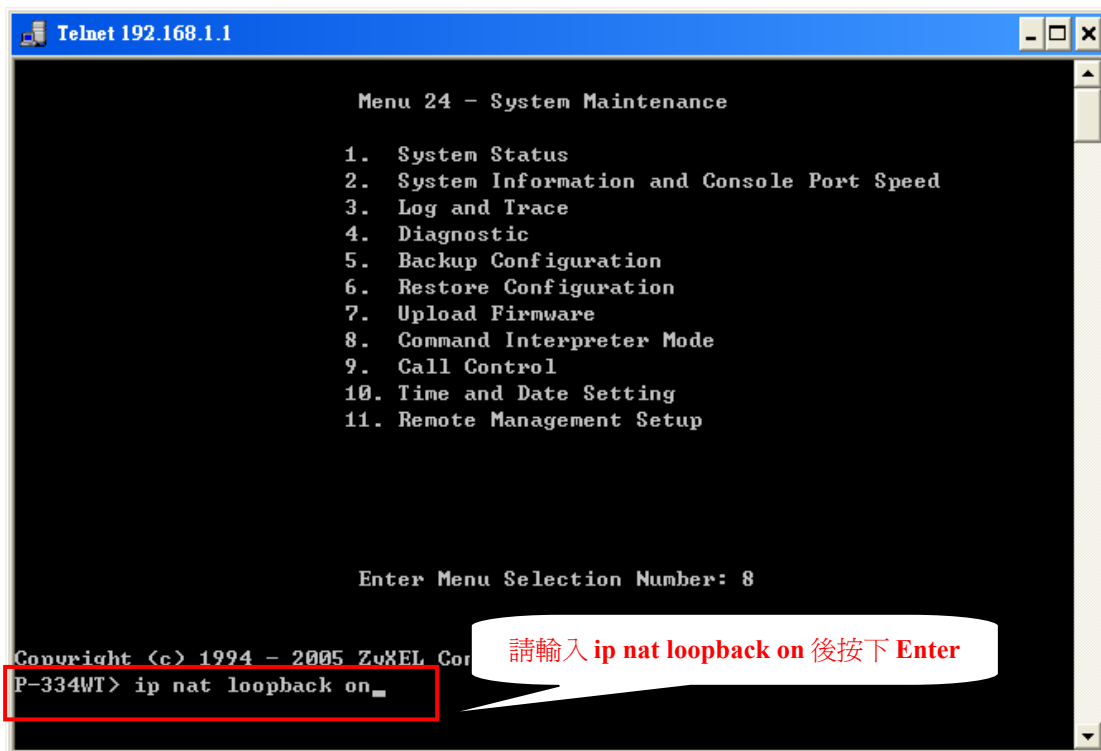 Telnet 192.168.1.1
Menu 24 - System Maintenance
1. System Status
2. System Information and Console Port Speed
3. Log and Trace
4. Diagnostic
5. Backup Configuration
6. Restore Configuration
7. Upload Firmware
8. Command Interpreter Mode
9. Call Control
10. Time and Date Setting
11. Remote Management Setup
Enter Menu Selection Number: 8
請輸入 ip nat loopback on 後按下 Enter
Copyright (c) 1994 - 2005 ZyXEL Cor
P-334WT> ip nat loopback on_